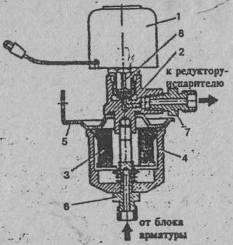 1
8
2
к редуктору-
испарителю
7
5
4
3
6
от блока
арматуры